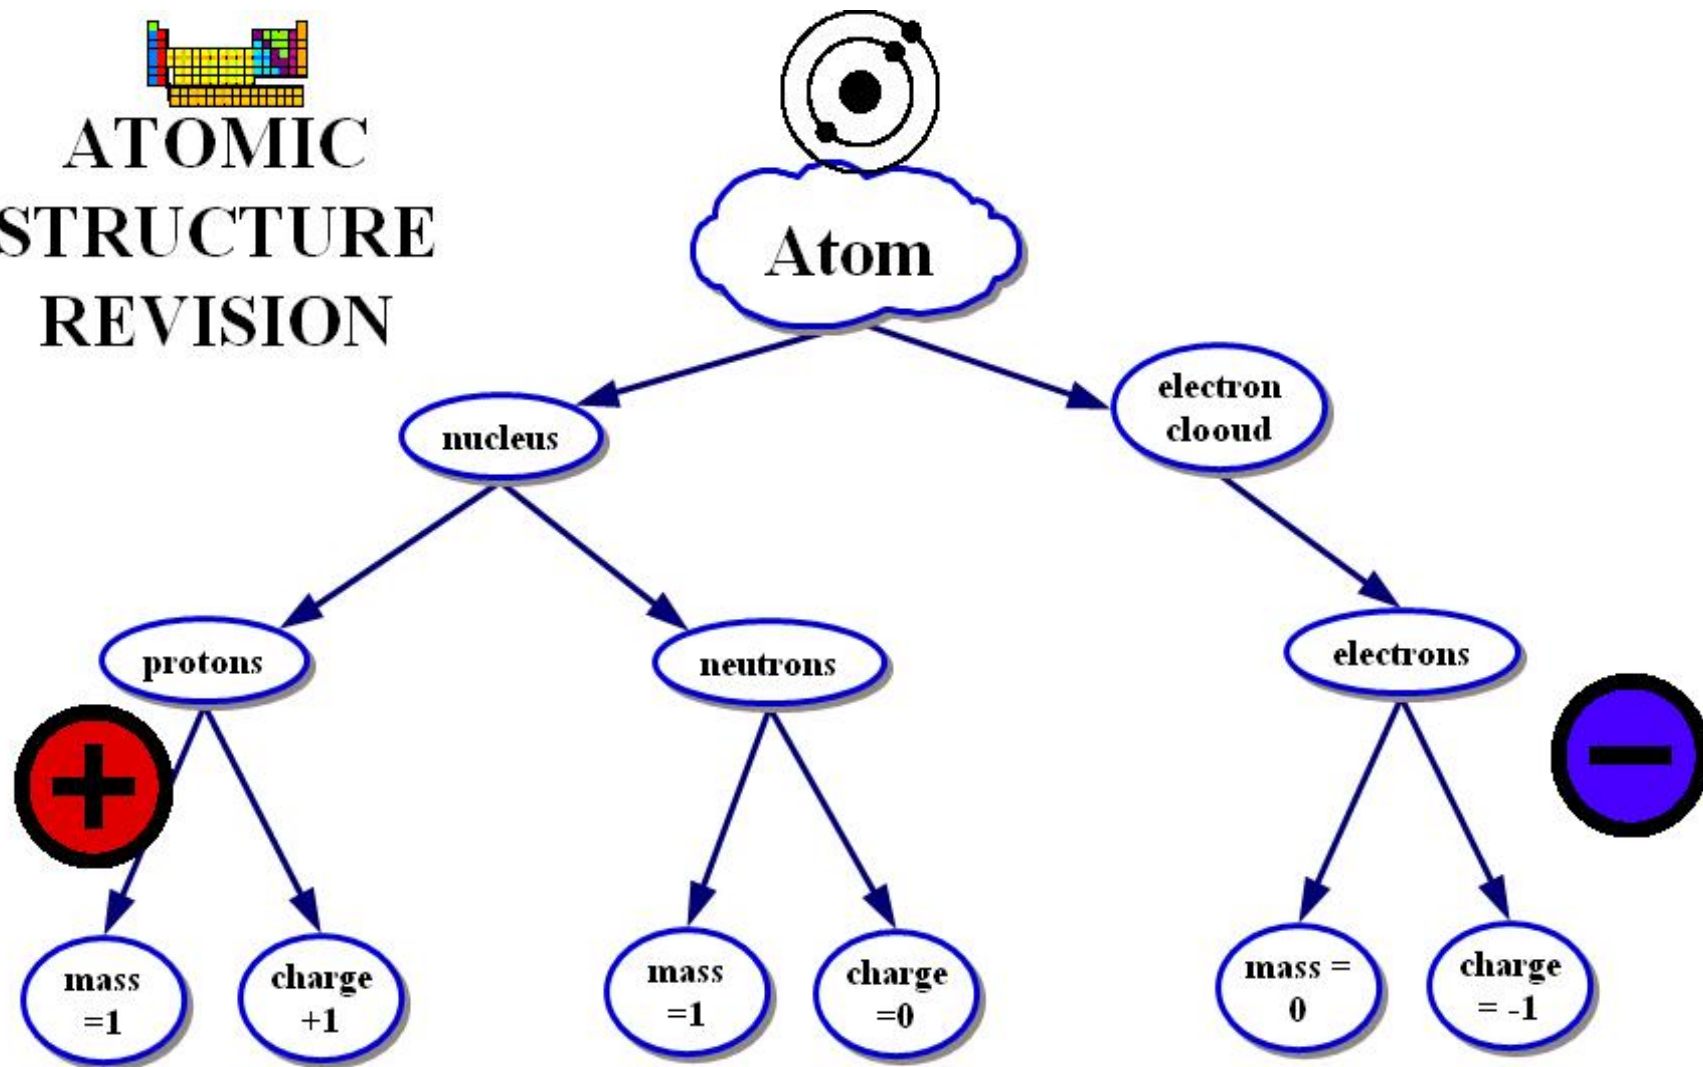 ATOMIC
STRUCTURE
REVISION
Atom
nucleus
electron
clooud
protons
neutrons
electrons
mass
=1
charge
+1
mass
=1
charge
=0
mass =
0
charge
= -1